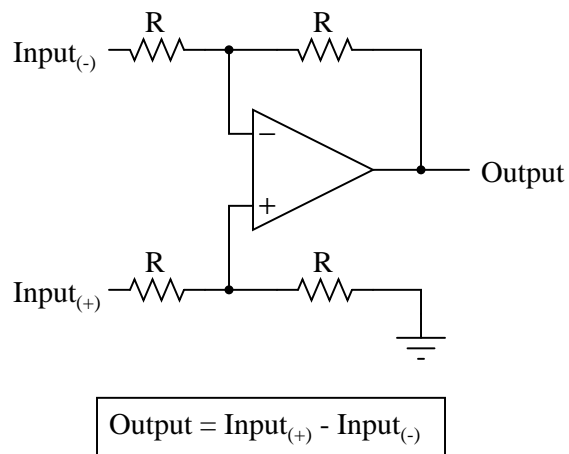 R R
Input(-)
−
Output
+
R R
Input(+)
Output = Input(+) - Input(-)